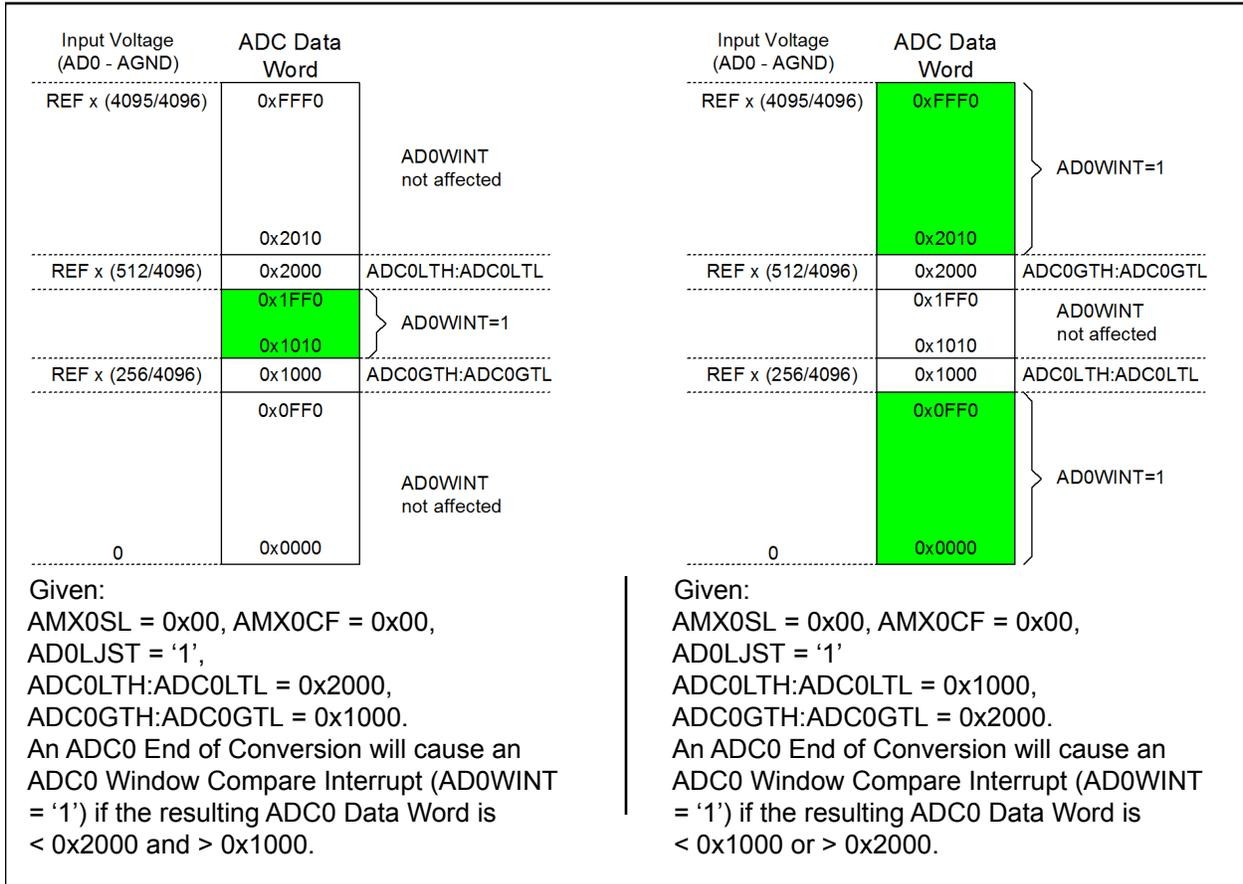 Input Voltage
(AD0 - AGND)
ADC Data
Word
REF x (4095/4096)
0xFFF0
AD0WINT
not affected
0x2010
REF x (512/4096)
0x2000
ADC0LTH:ADC0LTL
0x1FF0
AD0WINT=1
0x1010
REF x (256/4096)
0x1000
ADC0GTH:ADC0GTL
0x0FF0
AD0WINT
not affected
0
0x0000
Given:
AMX0SL = 0x00, AMX0CF = 0x00,
AD0LJST = ‘1’,
ADC0LTH:ADC0LTL = 0x2000,
ADC0GTH:ADC0GTL = 0x1000.
An ADC0 End of Conversion will cause an
ADC0 Window Compare Interrupt (AD0WINT
= ‘1’) if the resulting ADC0 Data Word is
< 0x2000 and > 0x1000.
Input Voltage
(AD0 - AGND)
ADC Data
Word
REF x (4095/4096)
0xFFF0
AD0WINT=1
0x2010
REF x (512/4096)
0x2000
ADC0GTH:ADC0GTL
0x1FF0
AD0WINT
not affected
0x1010
REF x (256/4096)
0x1000
ADC0LTH:ADC0LTL
0x0FF0
AD0WINT=1
0
0x0000
Given:
AMX0SL = 0x00, AMX0CF = 0x00,
AD0LJST = ‘1’
ADC0LTH:ADC0LTL = 0x1000,
ADC0GTH:ADC0GTL = 0x2000.
An ADC0 End of Conversion will cause an
ADC0 Window Compare Interrupt (AD0WINT
= ‘1’) if the resulting ADC0 Data Word is
< 0x1000 or > 0x2000.